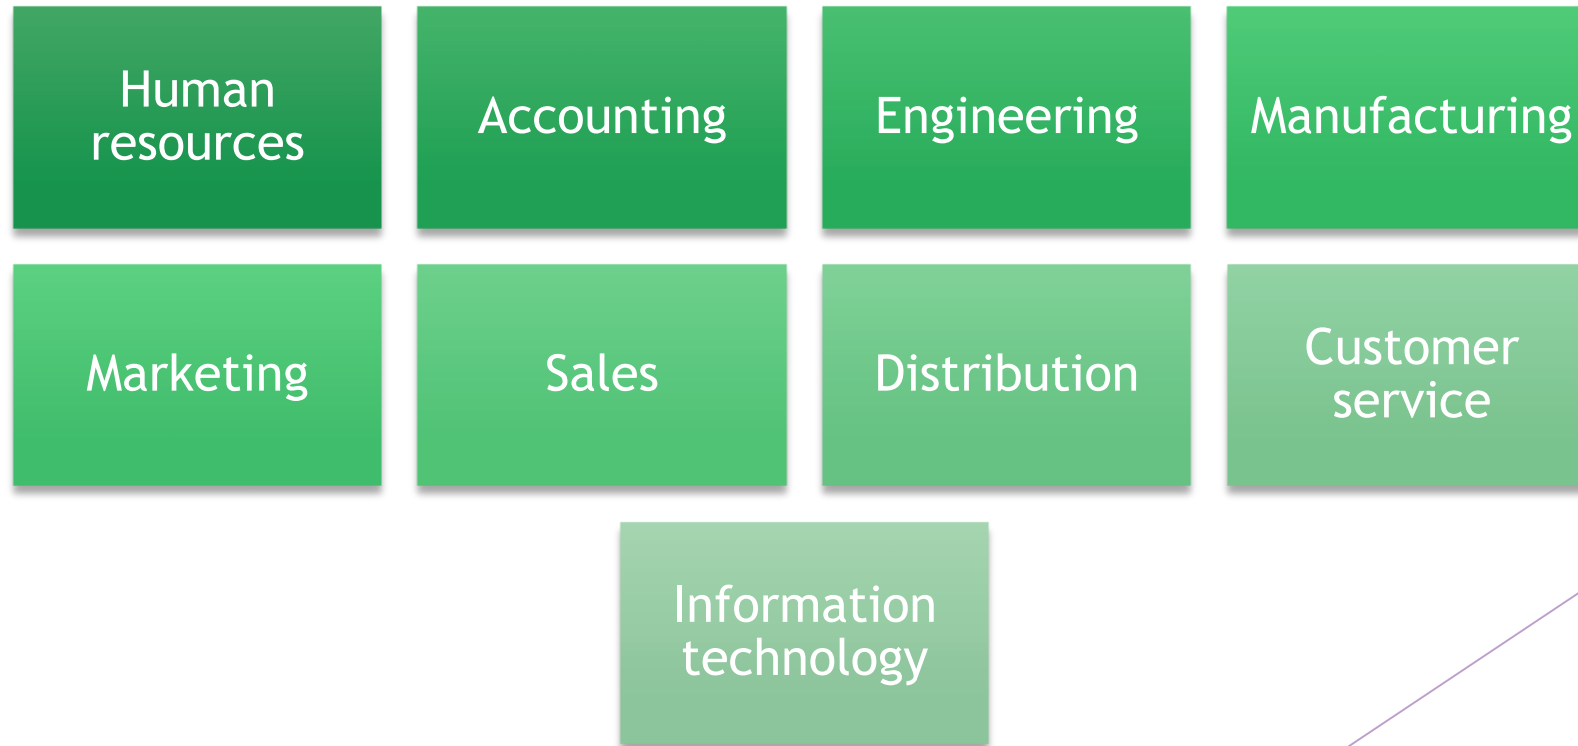 Human
resources
Accounting
Engineering
Manufacturing
Marketing
Sales
Distribution
Customer
service
Information
technology